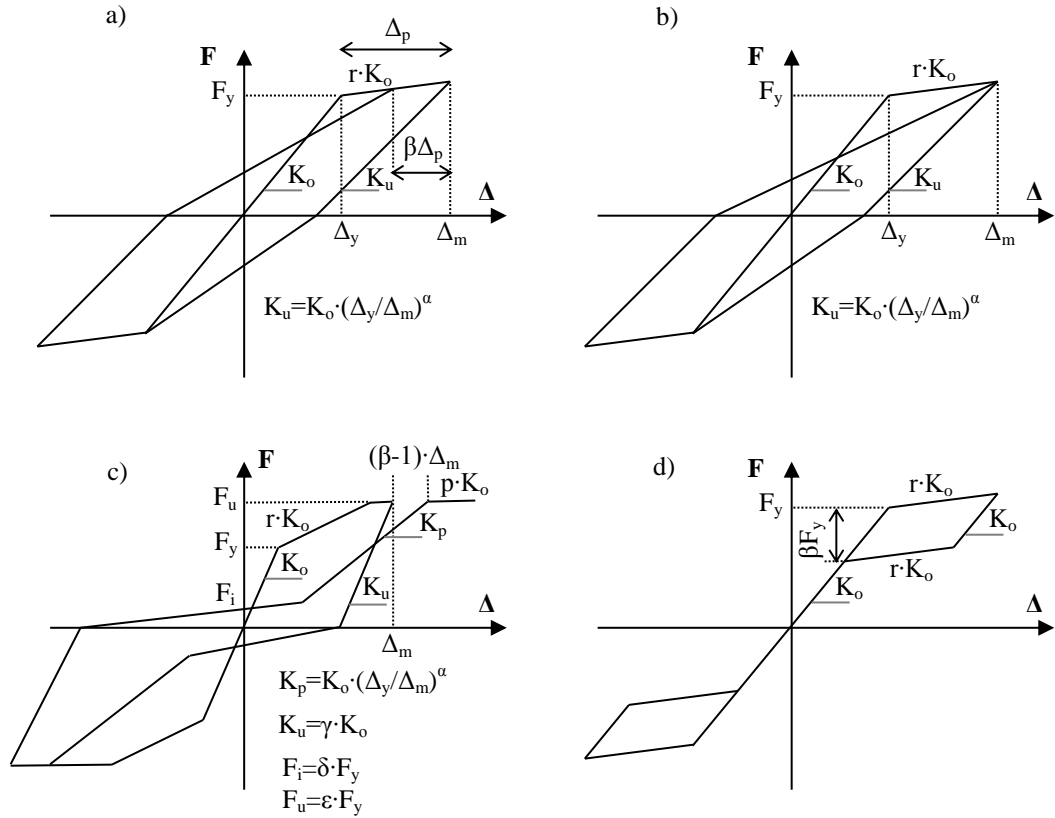 a)
F
Δp
r·Ko
Fy
βΔp
Ko
Ku
Δ
Δy
Δm
Ku=Ko·(Δy/Δm)^α
b)
F
r·Ko
Fy
Ko
Ku
Δ
Δy
Δm
Ku=Ko·(Δy/Δm)^α
c)
F
(β-1)·Δm
p·Ko
Fu
r·Ko
Kp
Fy
Ko
Fi
Ku
Δ
Δm
Kp=Ko·(Δy/Δm)^α
Ku=γ·Ko
Fi=δ·Fy
Fu=ε·Fy
d)
F
r·Ko
Fy
βFy
Ko
r·Ko
Ko
Δ